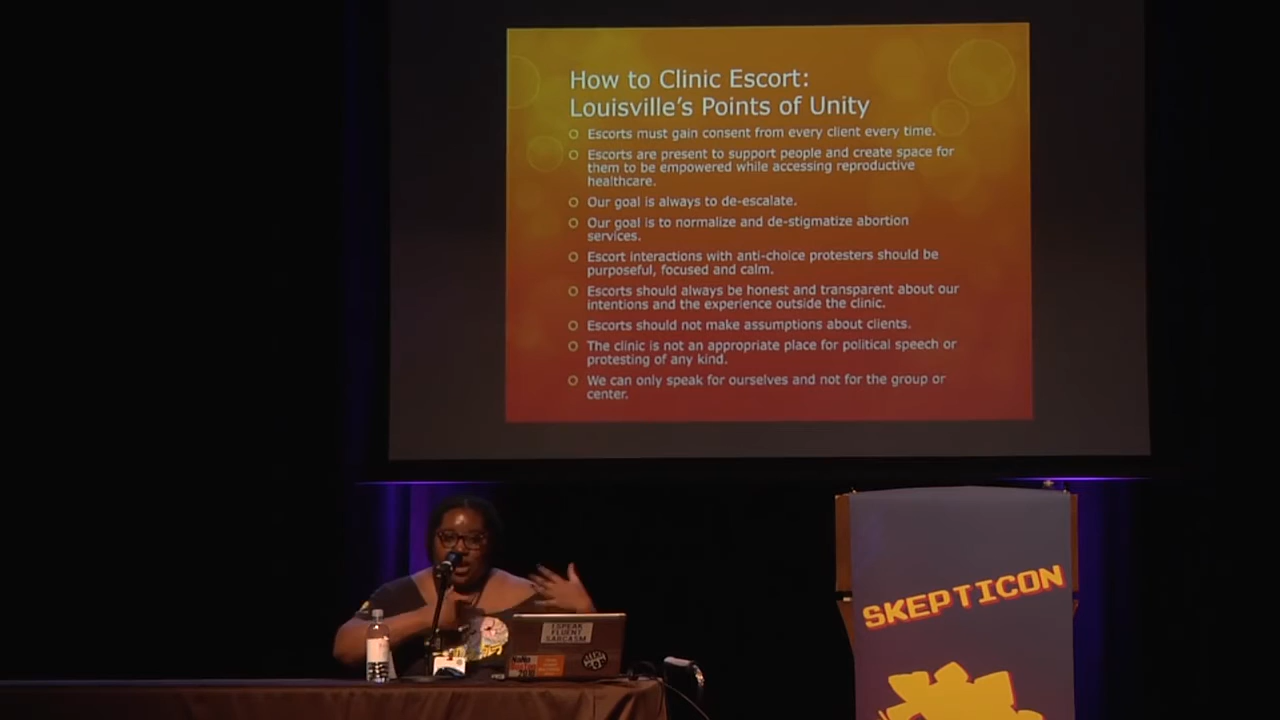 How to Clinic Escort:
Louisville's Points of Unity
Escorts must gain consent from every client every time.
Escorts are present to support people and create space for
them to be empowered while accessing reproductive
healthcare.
Our goal is always to de-escalate.
Our goal is to normalize and de-stigmatize abortion
services.
Escort interactions with anti-choice protesters should be
purposeful, focused and calm.
Escorts should always be honest and transparent about our
intentions and the experience outside the clinic.
Escorts should not make assumptions about clients.
The clinic is not an appropriate place for political speech or
protesting of any kind.
We can only speak for ourselves and not for the group or
center.
SKEPTICON
I SPEAK
FLUENT
SARCASM